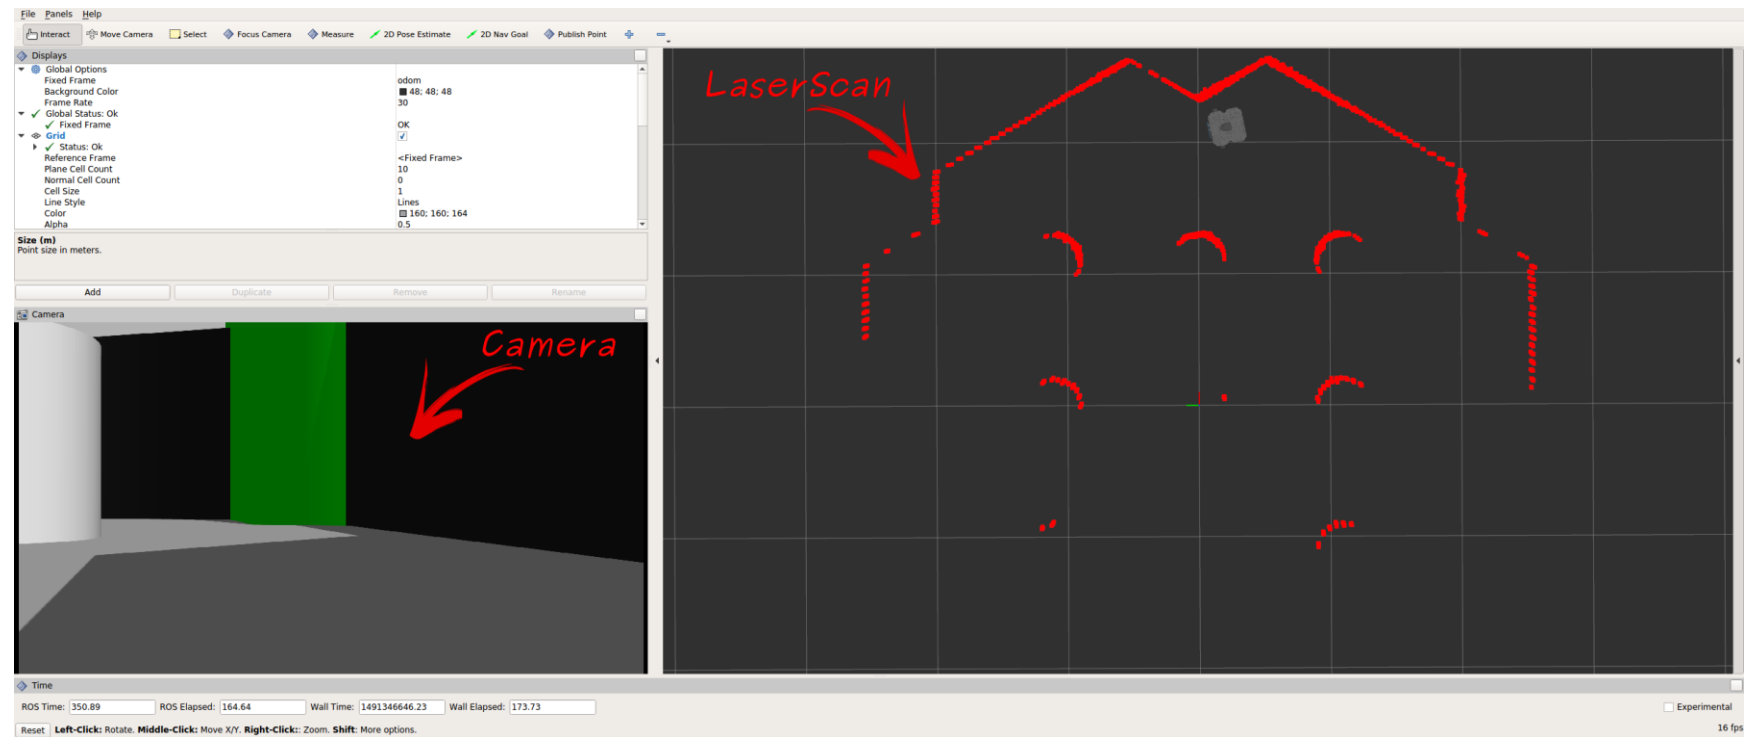 File Panels Help
Interact Move Camera Select Focus Camera Measure 2D Pose Estimate 2D Nav Goal Publish Point
Displays
Global Options
Fixed Frame odom
Background Color 48; 48; 48
Frame Rate 30
Global Status: Ok
Fixed Frame OK
Grid
Status: Ok
Reference Frame <Fixed Frame>
Plane Cell Count 10
Normal Cell Count 0
Cell Size 1
Line Style Lines
Color 160; 160; 164
Alpha 0.5
Size (m)
Point size in meters.
Add Duplicate Remove Rename
Camera
Camera
LaserScan
Time
ROS Time: 350.89 ROS Elapsed: 164.64 Wall Time: 1491346646.23 Wall Elapsed: 173.73 Experimental
Reset Left-Click: Rotate. Middle-Click: Move X/Y. Right-Click:: Zoom. Shift: More options. 16 fps